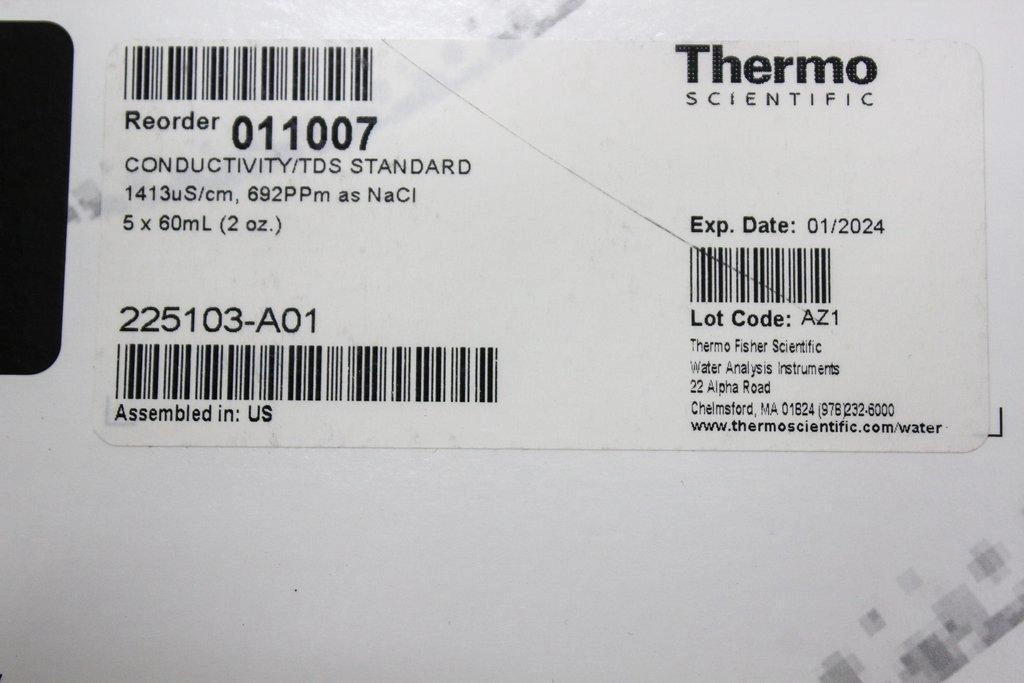 Reorder 011007
CONDUCTIVITY/TDS STANDARD
1413uS/cm, 692PPm as NaCl
5 x 60mL (2 oz.)
225103-A01
Assembled in: US
Thermo
SCIENTIFIC
Exp. Date: 01/2024
Lot Code: AZ1
Thermo Fisher Scientific
Water Analysis Instruments
22 Alpha Road
Chelmsford, MA 01824 (978)232-6000
www.thermoscientific.com/water